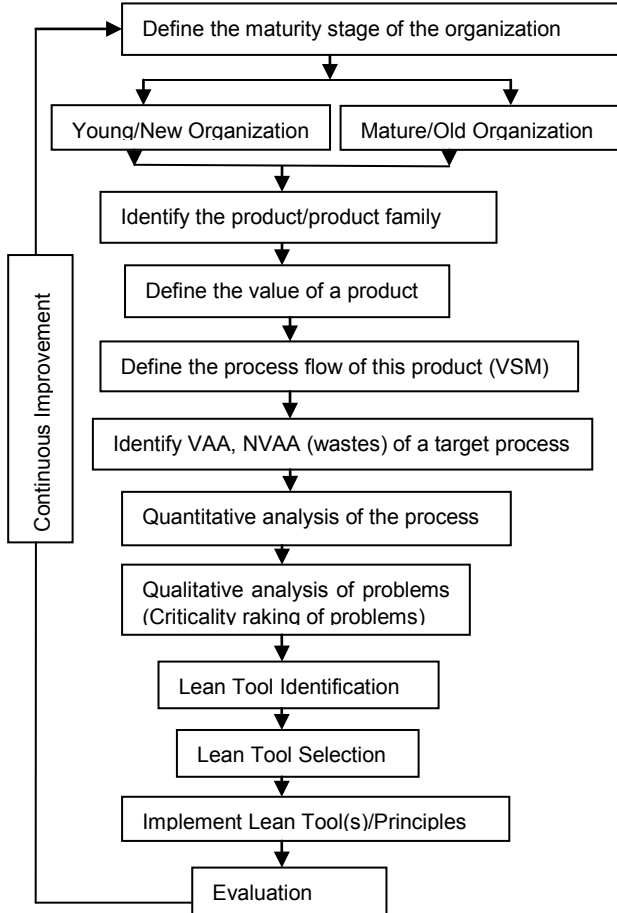 Define the maturity stage of the organization
Young/New Organization
Mature/Old Organization
Identify the product/product family
Define the value of a product
Define the process flow of this product (VSM)
Identify VAA, NVAA (wastes) of a target process
Quantitative analysis of the process
Qualitative analysis of problems
(Criticality raking of problems)
Lean Tool Identification
Lean Tool Selection
Implement Lean Tool(s)/Principles
Evaluation
Continuous Improvement